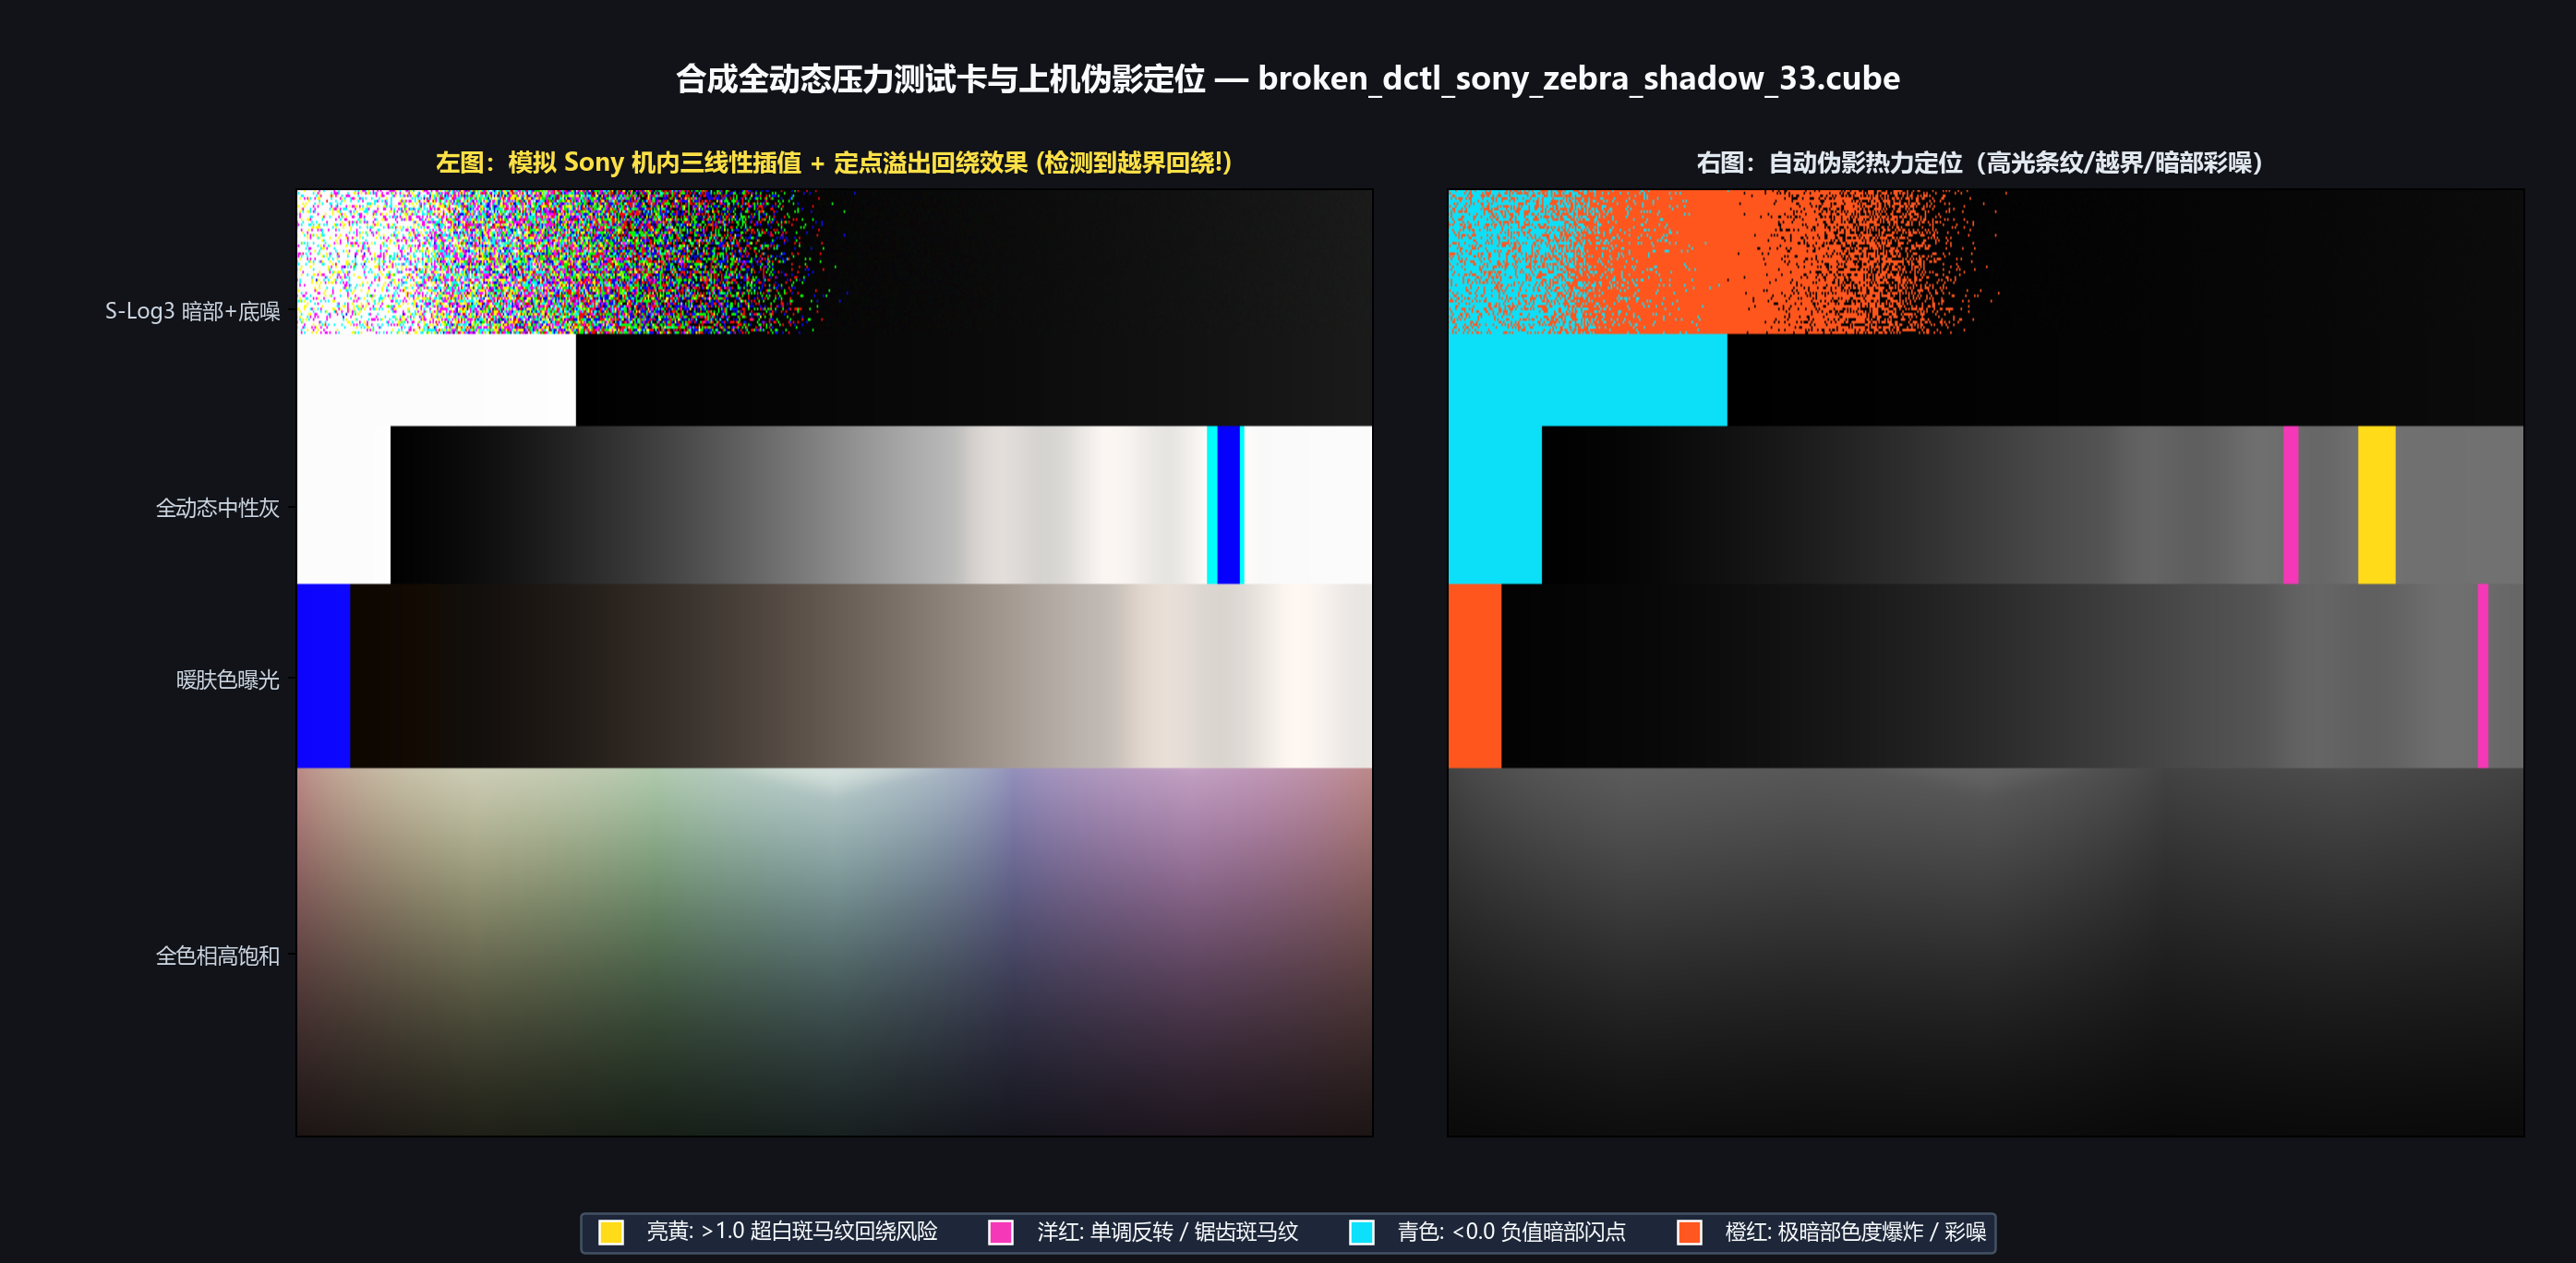 合成全动态压力测试卡与上机伪影定位 — broken_dctl_sony_zebra_shadow_33.cube
左图：模拟 Sony 机内三线性插值 + 定点溢出回绕效果 (检测到越界回绕!)
右图：自动伪影热力定位（高光条纹/越界/暗部彩噪）
S-Log3 暗部+底噪
全动态中性灰
暖肤色曝光
全色相高饱和
亮黄: >1.0 超白斑马纹回绕风险
洋红: 单调反转 / 锯齿斑马纹
青色: <0.0 负值暗部闪点
橙红: 极暗部色度爆炸 / 彩噪